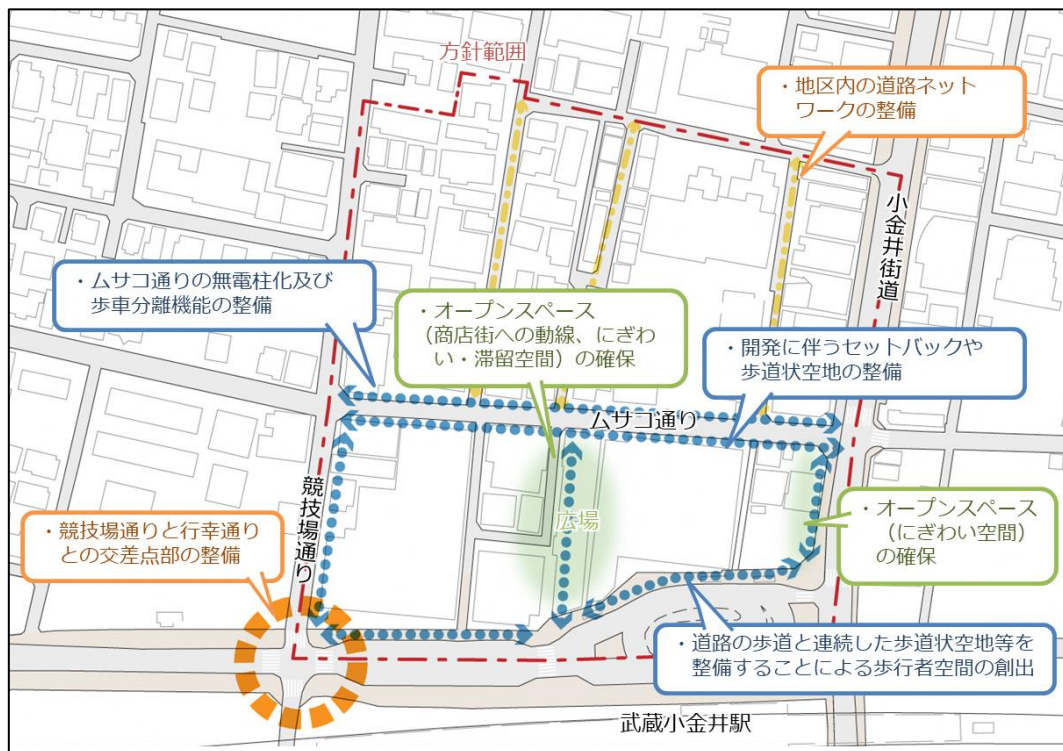 方針範囲
・地区内の道路ネット
ワークの整備
小金井街道
・ムサコ通りの無電柱化及び
歩車分離機能の整備
・オープンスペース
(商店街への動線、にぎわ
い・滞留空間)の確保
・開発に伴うセットバックや
歩道状空地の整備
ムサコ通り
競技場通り
広場
・オープンスペース
(にぎわい空間)
の確保
・競技場通りと行幸通り
との交差点部の整備
・道路の歩道と連続した歩道状空地等を
整備することによる歩行者空間の創出
武蔵小金井駅